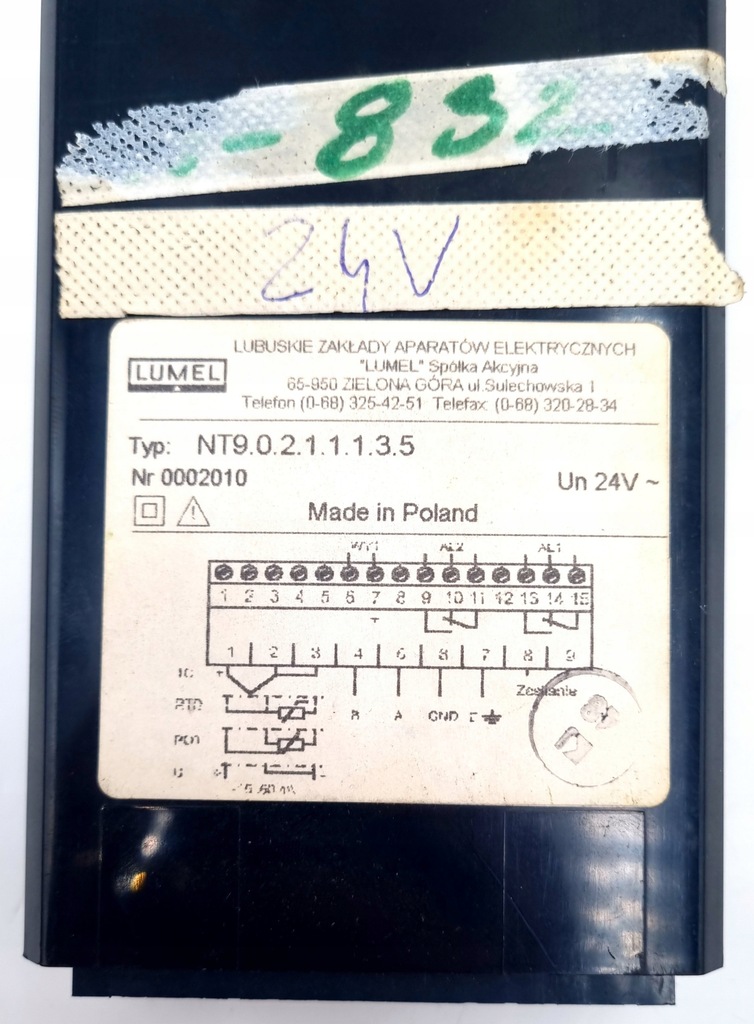 - 832
24V
LUBUSKIE ZAKŁADY APARATÓW ELEKTRYCZNYCH
LUMEL
"LUMEL" Spółka Akcyjna
65-950 ZIELONA GÓRA ul.Sulechowska 1
Telefon (0-68) 325-42-51 Telefax: (0-68) 320-28-34
Typ: NT9.0.2.1.1.1.3.5
Nr 0002010
Un 24V ~
Made in Poland
WY1 AL2 AL1
1 2 3 4 5 6 7 8 9 10 11 12 13 14 15
+
1 2 3 4 5 6 7 8 9
TC +
Zasilanie
RTD
B A GND E